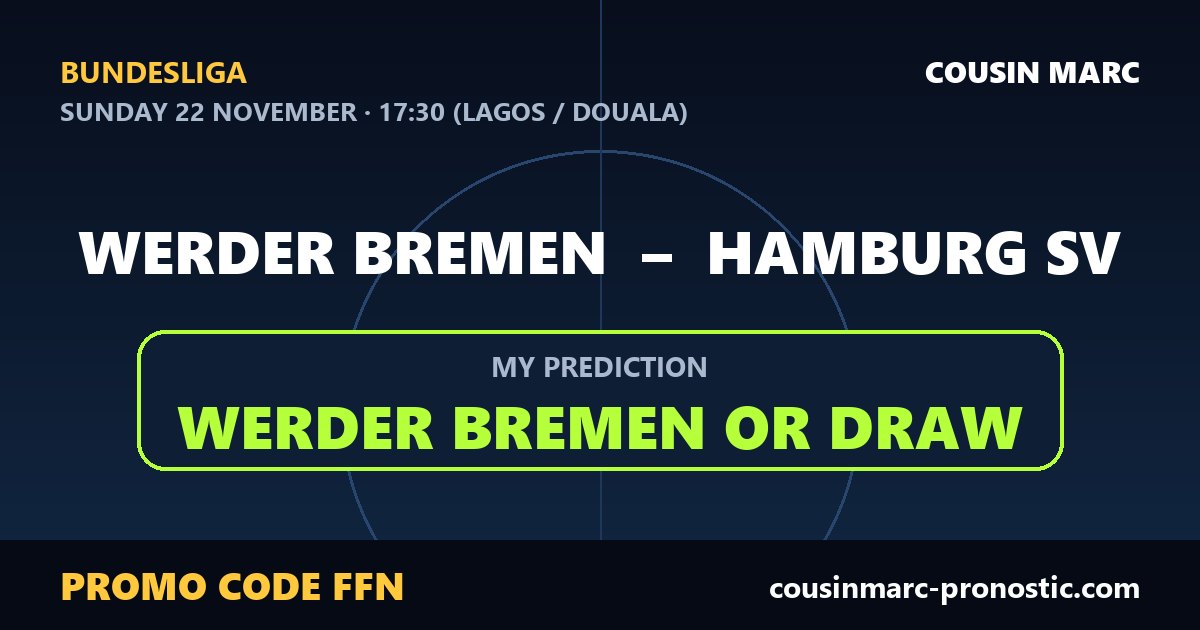 BUNDESLIGA
COUSIN MARC
SUNDAY 22 NOVEMBER · 17:30 (LAGOS / DOUALA)
WERDER BREMEN – HAMBURG SV
MY PREDICTION
WERDER BREMEN OR DRAW
PROMO CODE FFN
cousinmarc-pronostic.com